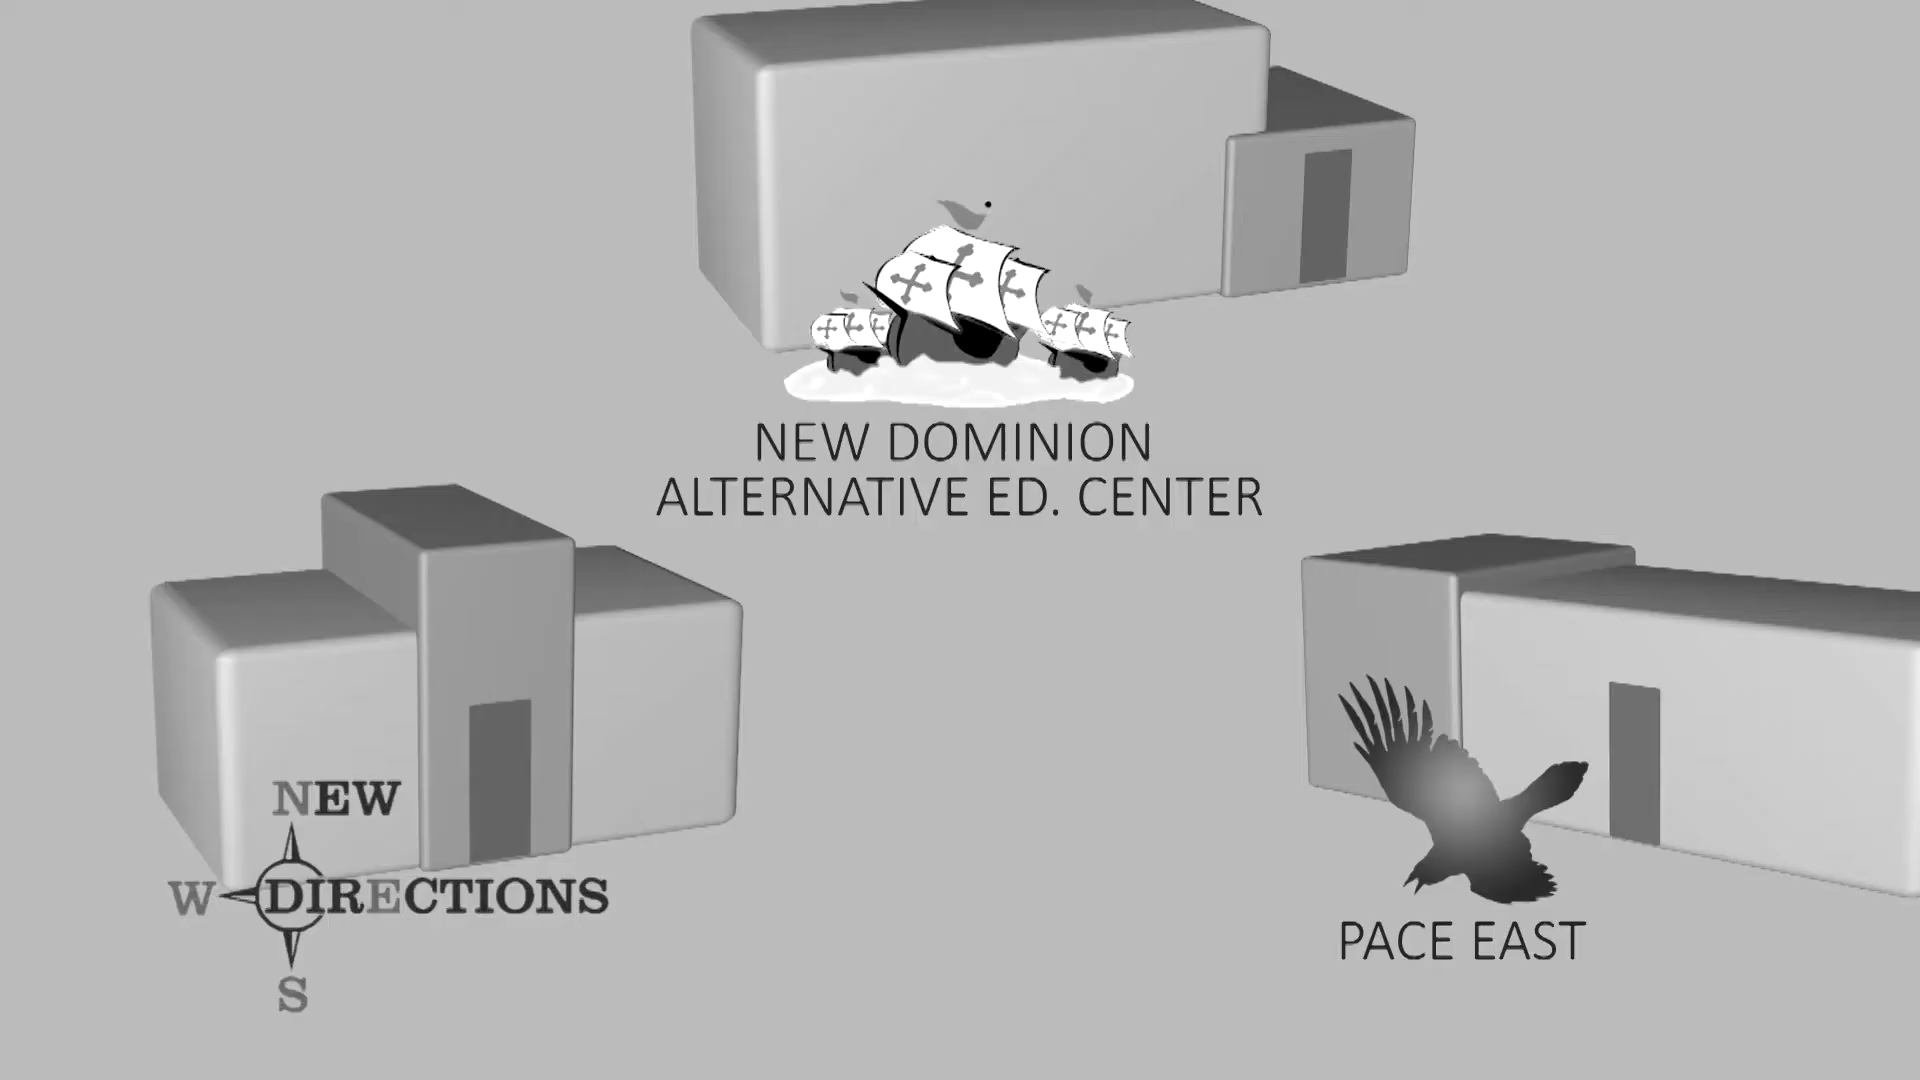 NEW DOMINION
ALTERNATIVE ED. CENTER
NEW
W DIRECTIONS
S
PACE EAST